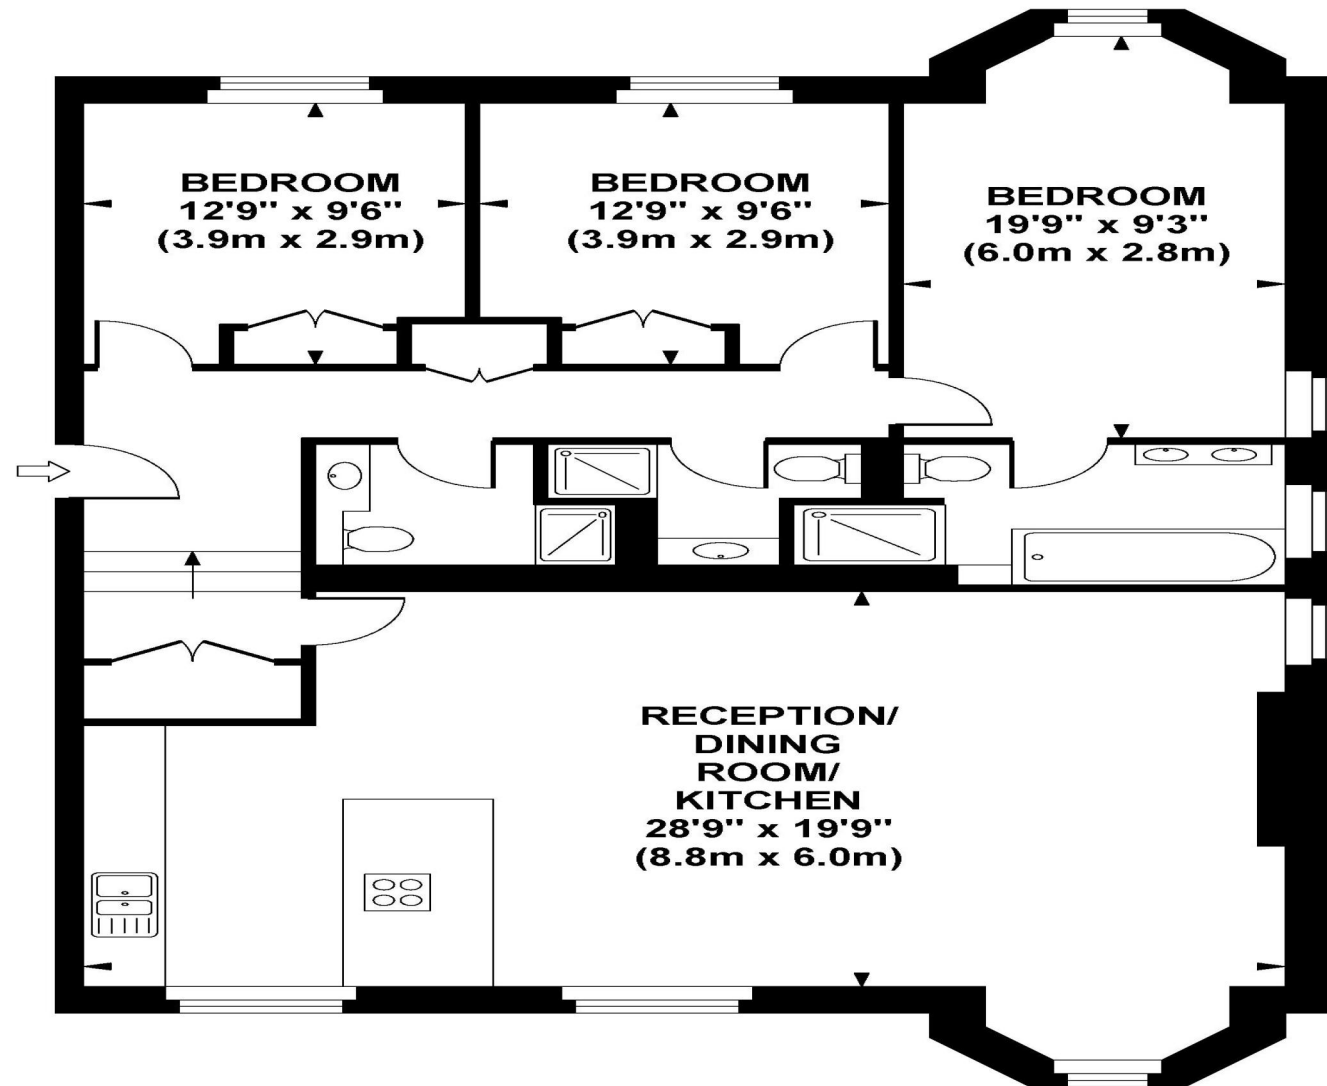 BEDROOM
12'9" x 9'6"
(3.9m x 2.9m)
BEDROOM
12'9" x 9'6"
(3.9m x 2.9m)
BEDROOM
19'9" x 9'3"
(6.0m x 2.8m)
RECEPTION/
DINING
ROOM/
KITCHEN
28'9" x 19'9"
(8.8m x 6.0m)